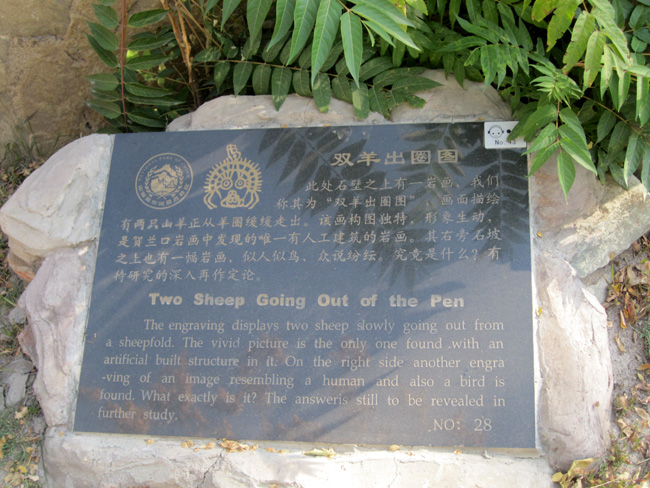 No:43
双羊出圈图
此处石壁之上有一岩画、我们
你其为“双羊出圈图”，画面描绘
有两只山羊正从羊圈缓缓走出。该画构图独特，形象生动，
是贺兰口岩画中发现的唯一有人工建筑的岩画。其右旁石坡
之上也有一幅岩画、似人似鸟、众说纷纭。究竟是什么？有
待研究的深入再作定论。
Two Sheep Going Out of the Pen
The engraving displays two sheep slowly going out from
a sheepfold. The vivid picture is the only one found .with an
artificial built structure in it. On the right side another engra
-ving of an image resembling a human and also a bird is
found. What exactly is it? The answeris still to be revealed in
further study.
NO: 28